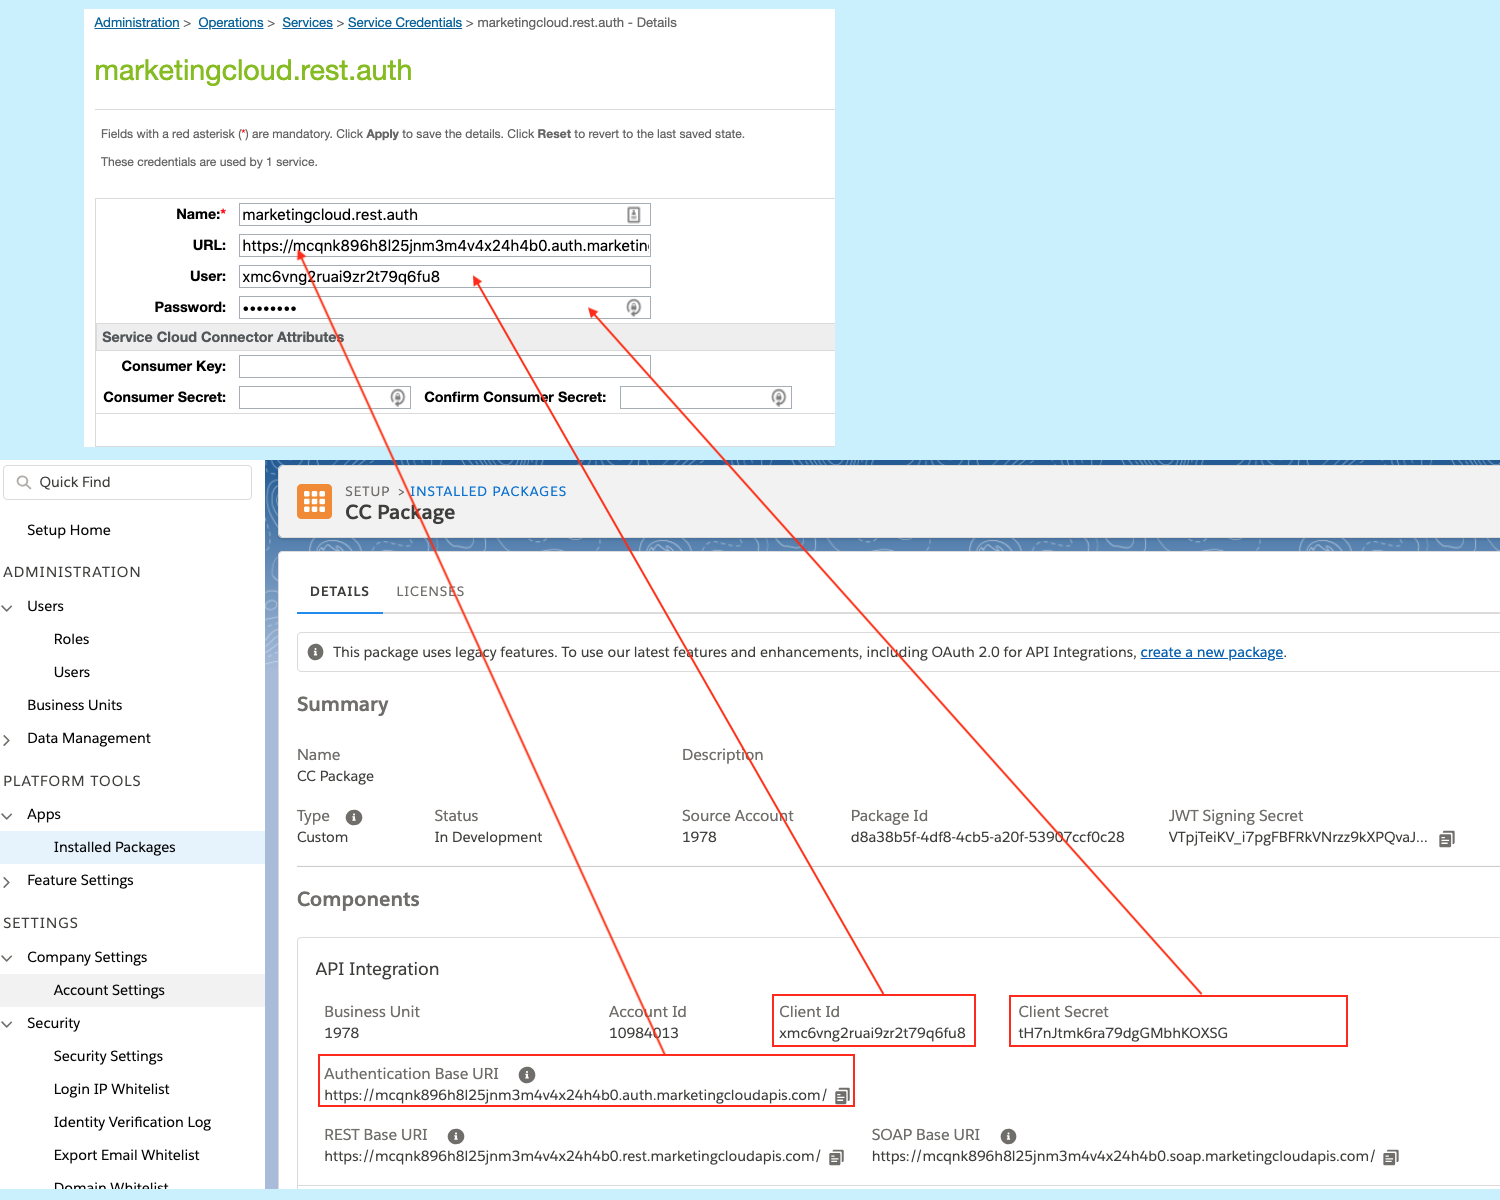 Administration > Operations > Services > Service Credentials > marketingcloud.rest.auth - Details
marketingcloud.rest.auth
Fields with a red asterisk (*) are mandatory. Click Apply to save the details. Click Reset to revert to the last saved state.
These credentials are used by 1 service.
Name:* marketingcloud.rest.auth
URL: https://mcqnk896h8l25jnm3m4v4x24h4b0.auth.marketin
User: xmc6vng2ruai9zr2t79q6fu8
Password: ••••••••
Service Cloud Connector Attributes
Consumer Key:
Consumer Secret: Confirm Consumer Secret:
Quick Find
Setup Home
ADMINISTRATION
Users
Roles
Users
Business Units
Data Management
PLATFORM TOOLS
Apps
Installed Packages
Feature Settings
SETTINGS
Company Settings
Account Settings
Security
Security Settings
Login IP Whitelist
Identity Verification Log
Export Email Whitelist
Domain Whitelist
SETUP > INSTALLED PACKAGES
CC Package
DETAILS LICENSES
This package uses legacy features. To use our latest features and enhancements, including OAuth 2.0 for API Integrations, create a new package.
Summary
Name Description
CC Package
Type Status Source Account Package Id JWT Signing Secret
Custom In Development 1978 d8a38b5f-4df8-4cb5-a20f-53907ccf0c28 VTpjTeiKV_i7pgFBFRkVNrzz9kXPQvaJ...
Components
API Integration
Business Unit Account Id Client Id Client Secret
1978 10984013 xmc6vng2ruai9zr2t79q6fu8 tH7nJtmk6ra79dgGMbhKOXSG
Authentication Base URI
https://mcqnk896h8l25jnm3m4v4x24h4b0.auth.marketingcloudapis.com/
REST Base URI SOAP Base URI
https://mcqnk896h8l25jnm3m4v4x24h4b0.rest.marketingcloudapis.com/ https://mcqnk896h8l25jnm3m4v4x24h4b0.soap.marketingcloudapis.com/